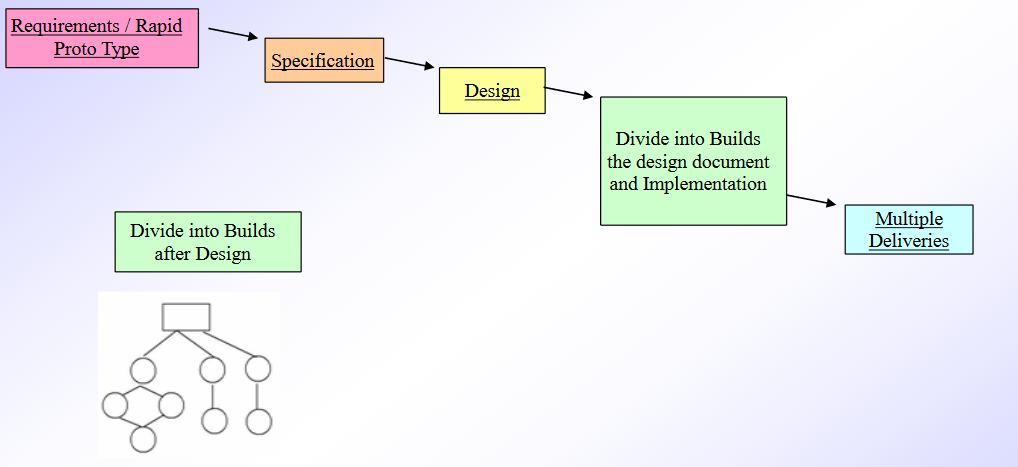 Requirements / Rapid
Proto Type
Specification
Design
Divide into Builds
the design document
and Implementation
Multiple
Deliveries
Divide into Builds
after Design